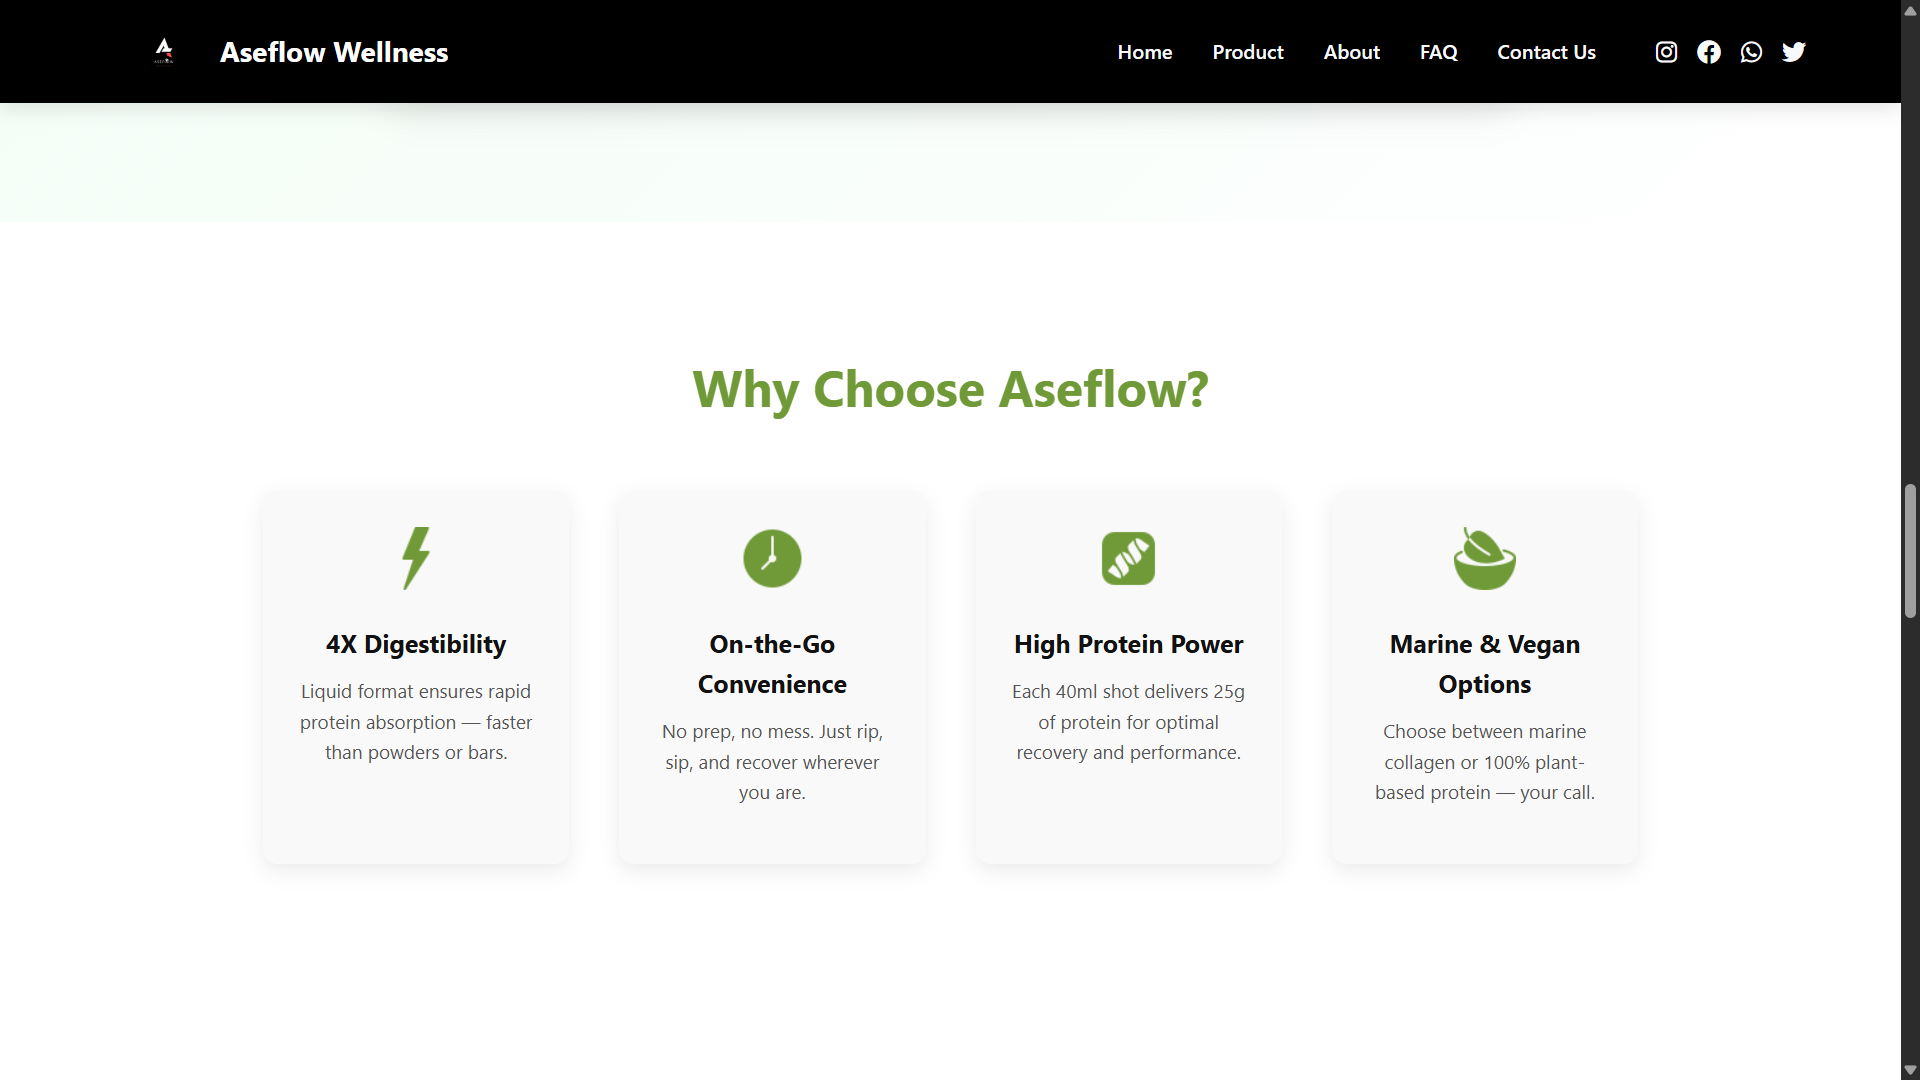 Aseflow Wellness
Home
Product
About
FAQ
Contact Us
Why Choose Aseflow?
4X Digestibility
Liquid format ensures rapid
protein absorption — faster
than powders or bars.
On-the-Go
Convenience
No prep, no mess. Just rip,
sip, and recover wherever
you are.
High Protein Power
Each 40ml shot delivers 25g
of protein for optimal
recovery and performance.
Marine & Vegan
Options
Choose between marine
collagen or 100% plant-
based protein — your call.